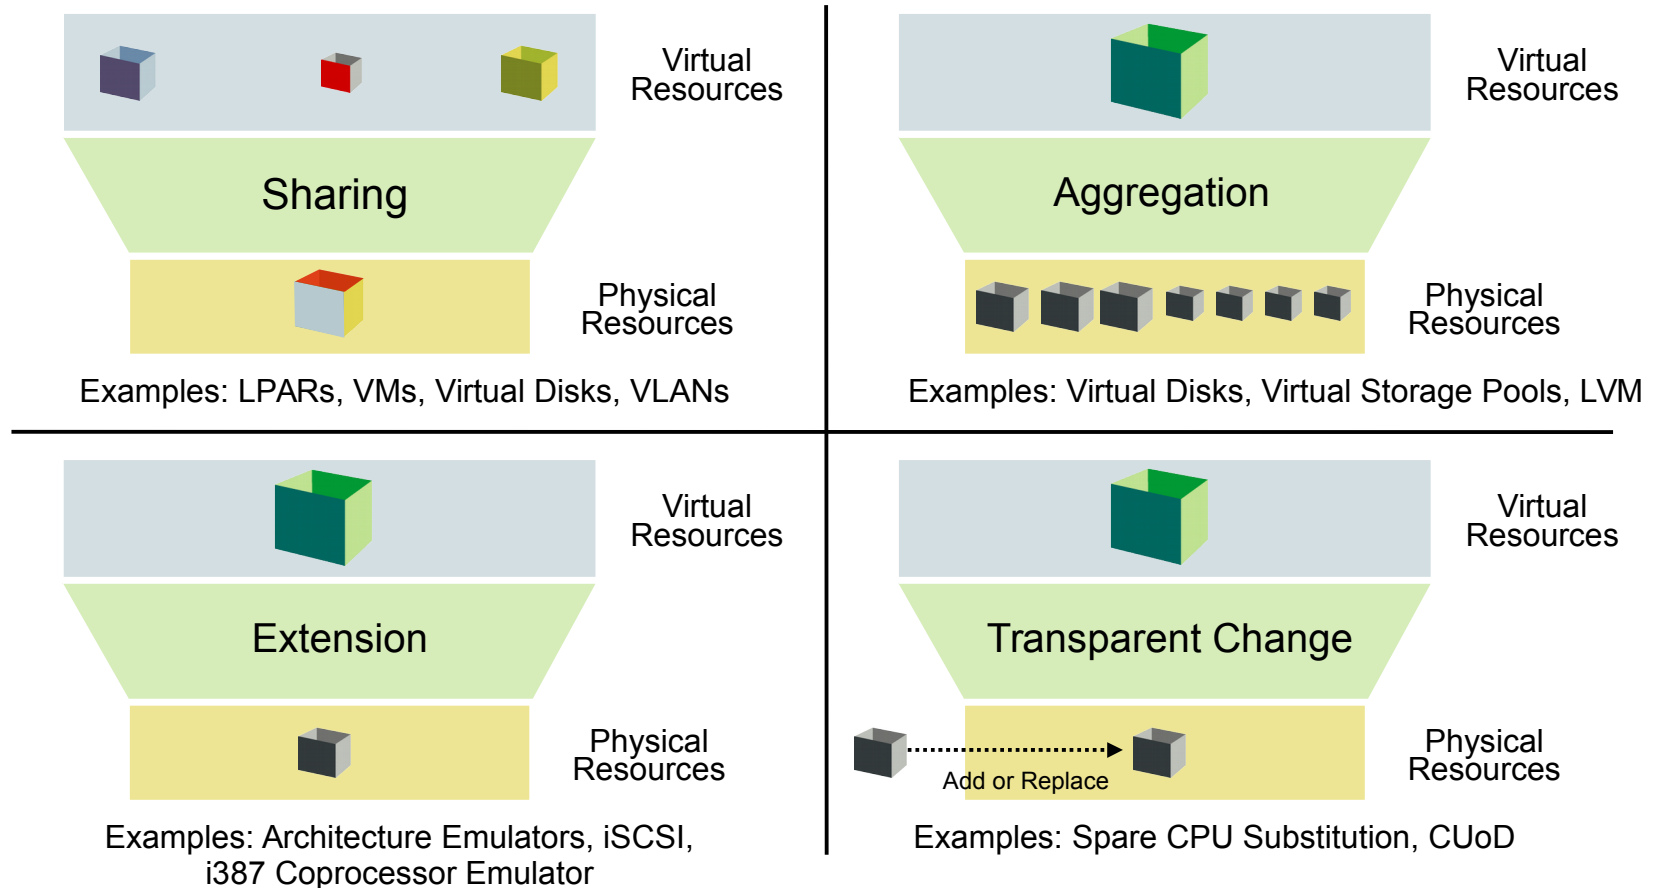 Virtual
Resources
Sharing
Physical
Resources
Examples: LPARs, VMs, Virtual Disks, VLANs
Virtual
Resources
Aggregation
Physical
Resources
Examples: Virtual Disks, Virtual Storage Pools, LVM
Virtual
Resources
Extension
Physical
Resources
Examples: Architecture Emulators, iSCSI,
i387 Coprocessor Emulator
Virtual
Resources
Transparent Change
Physical
Resources
Add or Replace
Examples: Spare CPU Substitution, CUoD